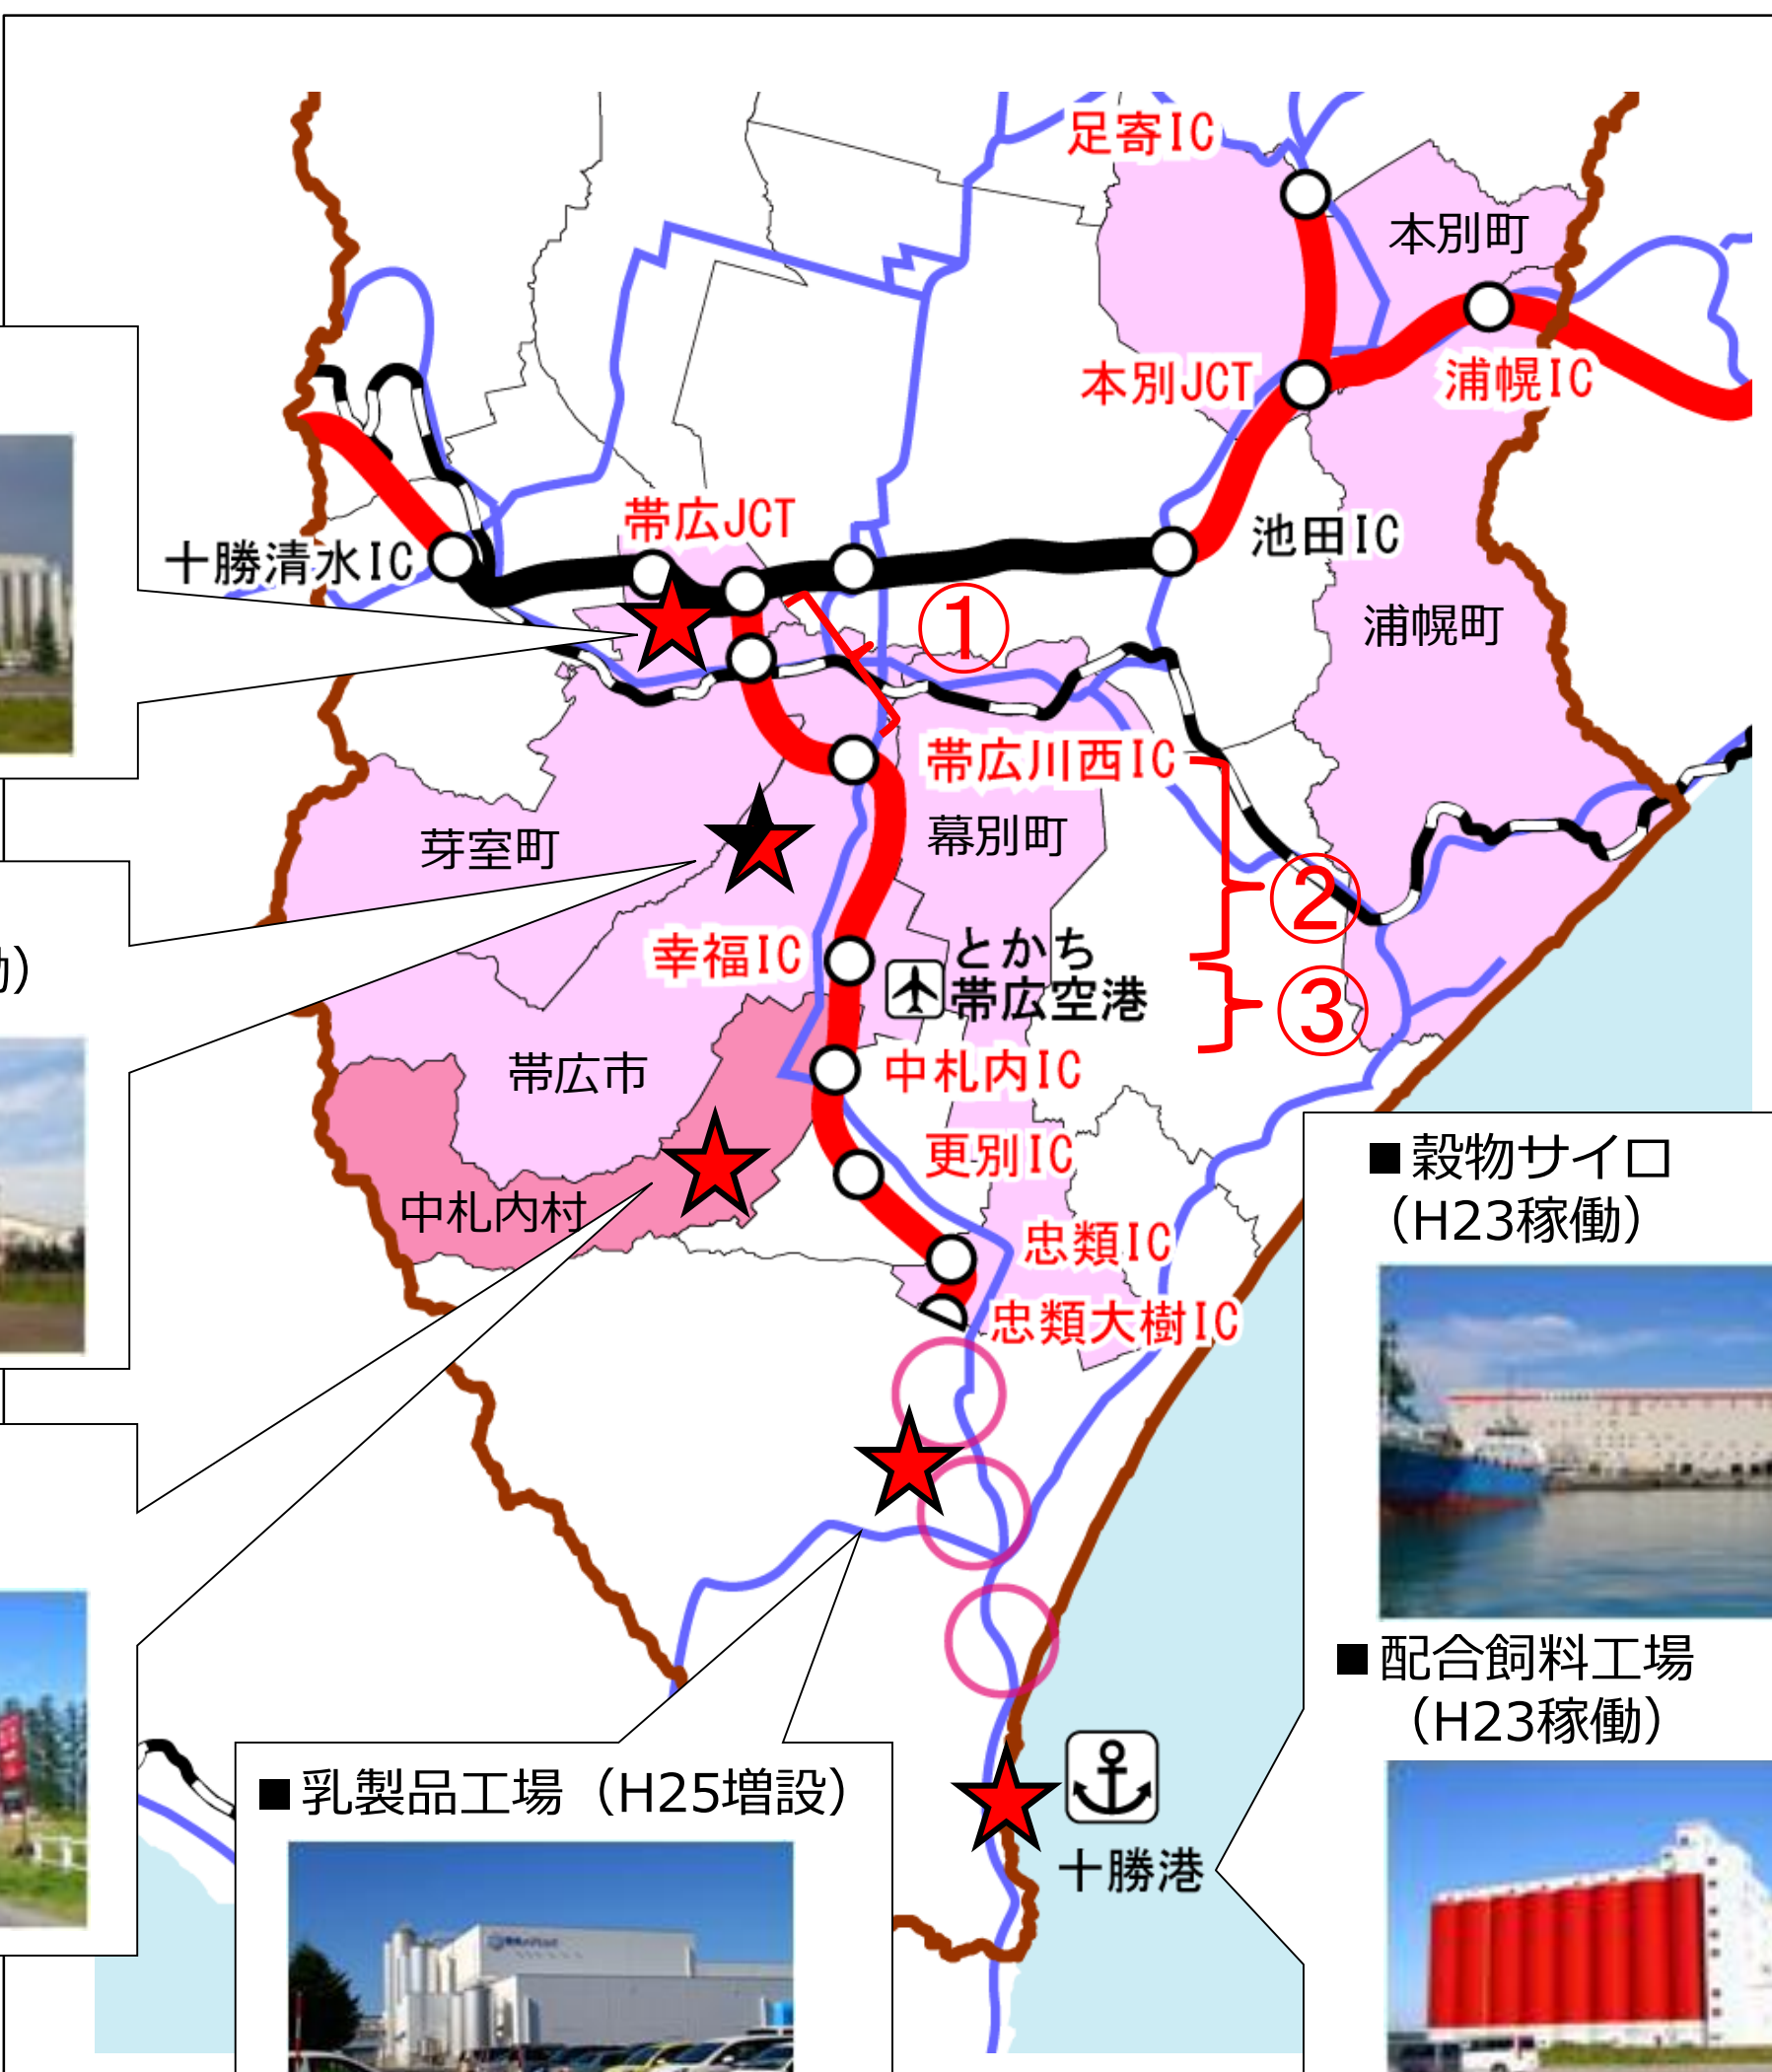 足寄IC
本別町
本別JCT
浦幌IC
帯広JCT
十勝清水IC
池田IC
①
浦幌町
帯広川西IC
芽室町
幕別町
②
動）
幸福IC
とかち
帯広空港
③
帯広市
中札内IC
更別IC
中札内村
忠類IC
忠類大樹IC
■穀物サイロ
（H23稼働）
■配合飼料工場
（H23稼働）
■乳製品工場（H25増設）
十勝港